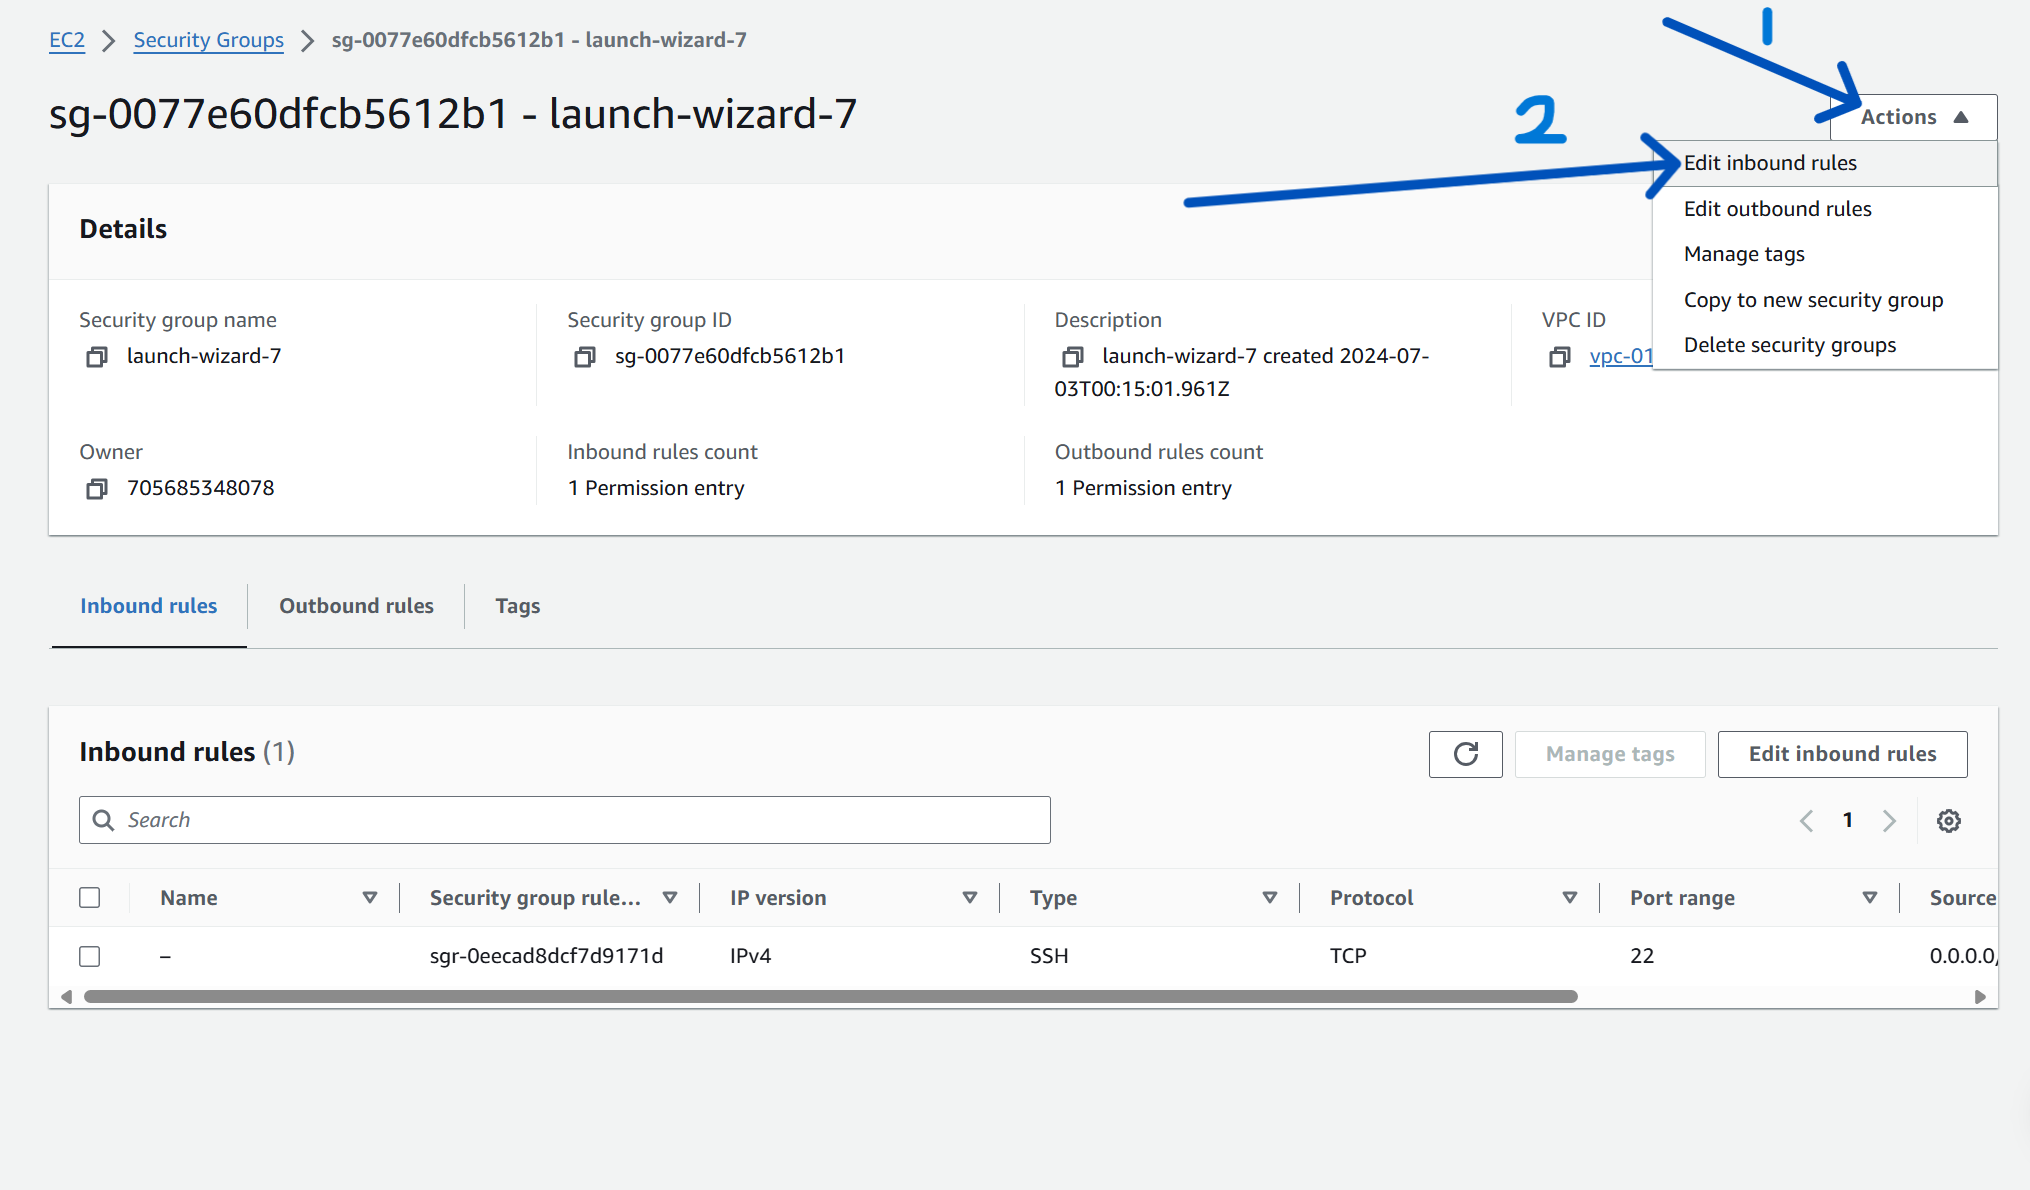 EC2 > Security Groups > sg-0077e60dfcb5612b1 - launch-wizard-7
1
sg-0077e60dfcb5612b1 - launch-wizard-7
2
Actions
Edit inbound rules
Edit outbound rules
Manage tags
Copy to new security group
Delete security groups
Details
Security group name
launch-wizard-7
Security group ID
sg-0077e60dfcb5612b1
Description
launch-wizard-7 created 2024-07-
03T00:15:01.961Z
VPC ID
vpc-01
Owner
705685348078
Inbound rules count
1 Permission entry
Outbound rules count
1 Permission entry
Inbound rules Outbound rules Tags
Inbound rules (1)
Manage tags Edit inbound rules
Search
1
Name Security group rule... IP version Type Protocol Port range Source
– sgr-0eecad8dcf7d9171d IPv4 SSH TCP 22 0.0.0.0/